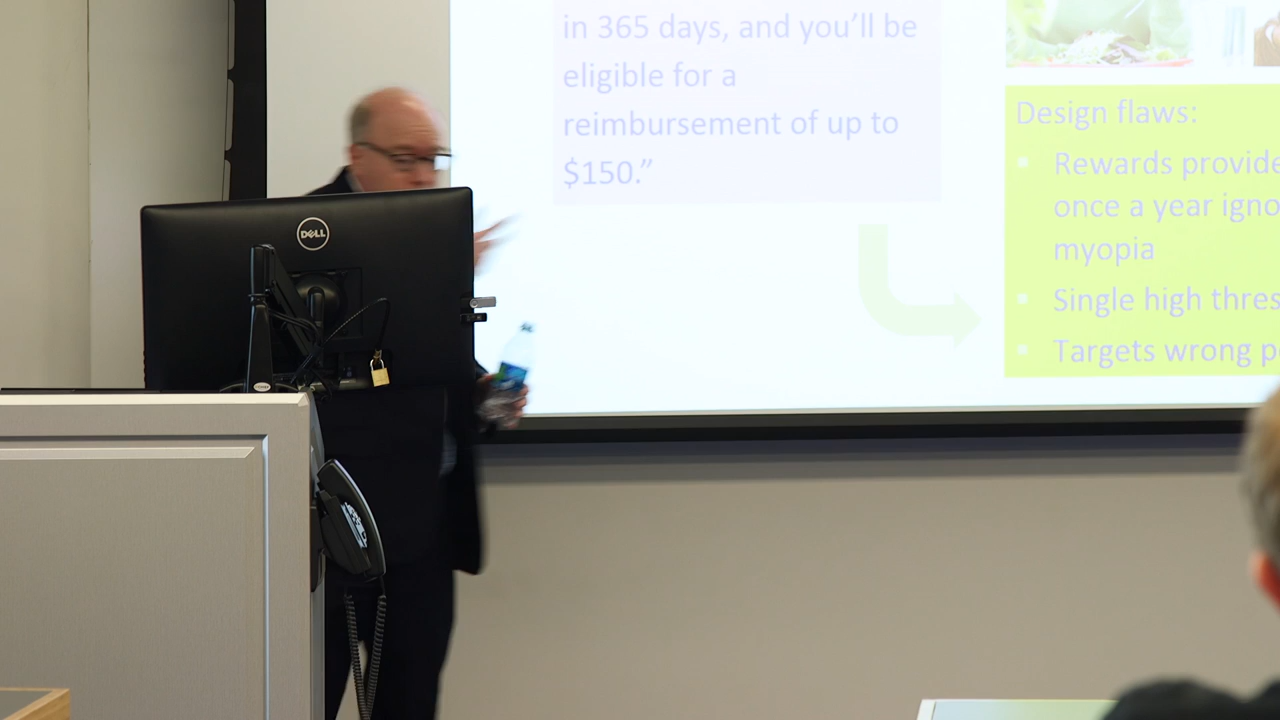 in 365 days, and you'll be
eligible for a
reimbursement of up to
$150."
Design flaws:
• Rewards provide
once a year igno
myopia
• Single high thres
• Targets wrong p
DELL